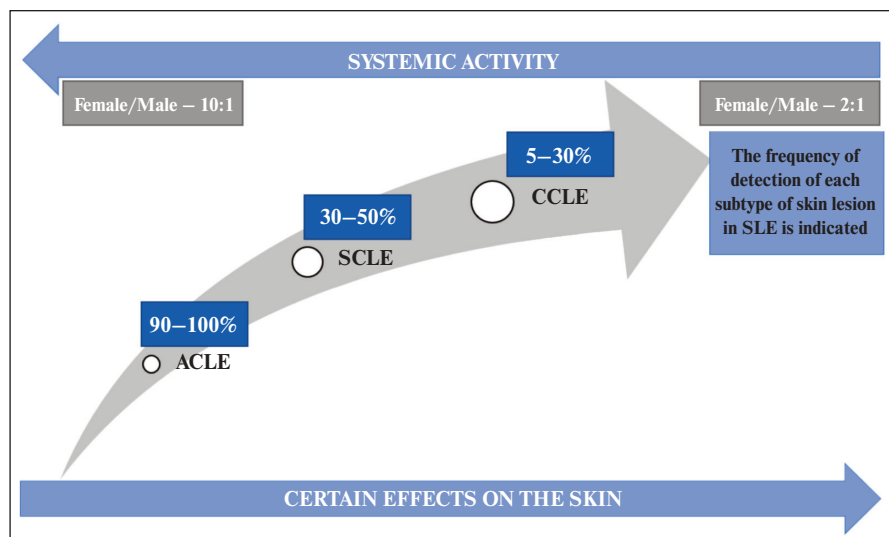 SYSTEMIC ACTIVITY
Female/Male – 10:1
Female/Male – 2:1
The frequency of
detection of each
subtype of skin lesion
in SLE is indicated
5–30%
CCLE
30–50%
SCLE
90–100%
ACLE
CERTAIN EFFECTS ON THE SKIN